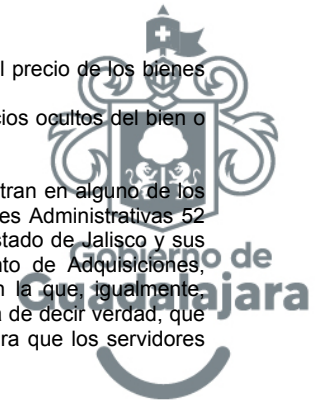 l precio de los bienes
ios ocultos del bien o
tran en alguno de los
es Administrativas 52
stado de Jalisco y sus
nto de Adquisiciones,
n la que, igualmente,
a de decir verdad, que
ra que los servidores
Gobierno de
Guadalajara